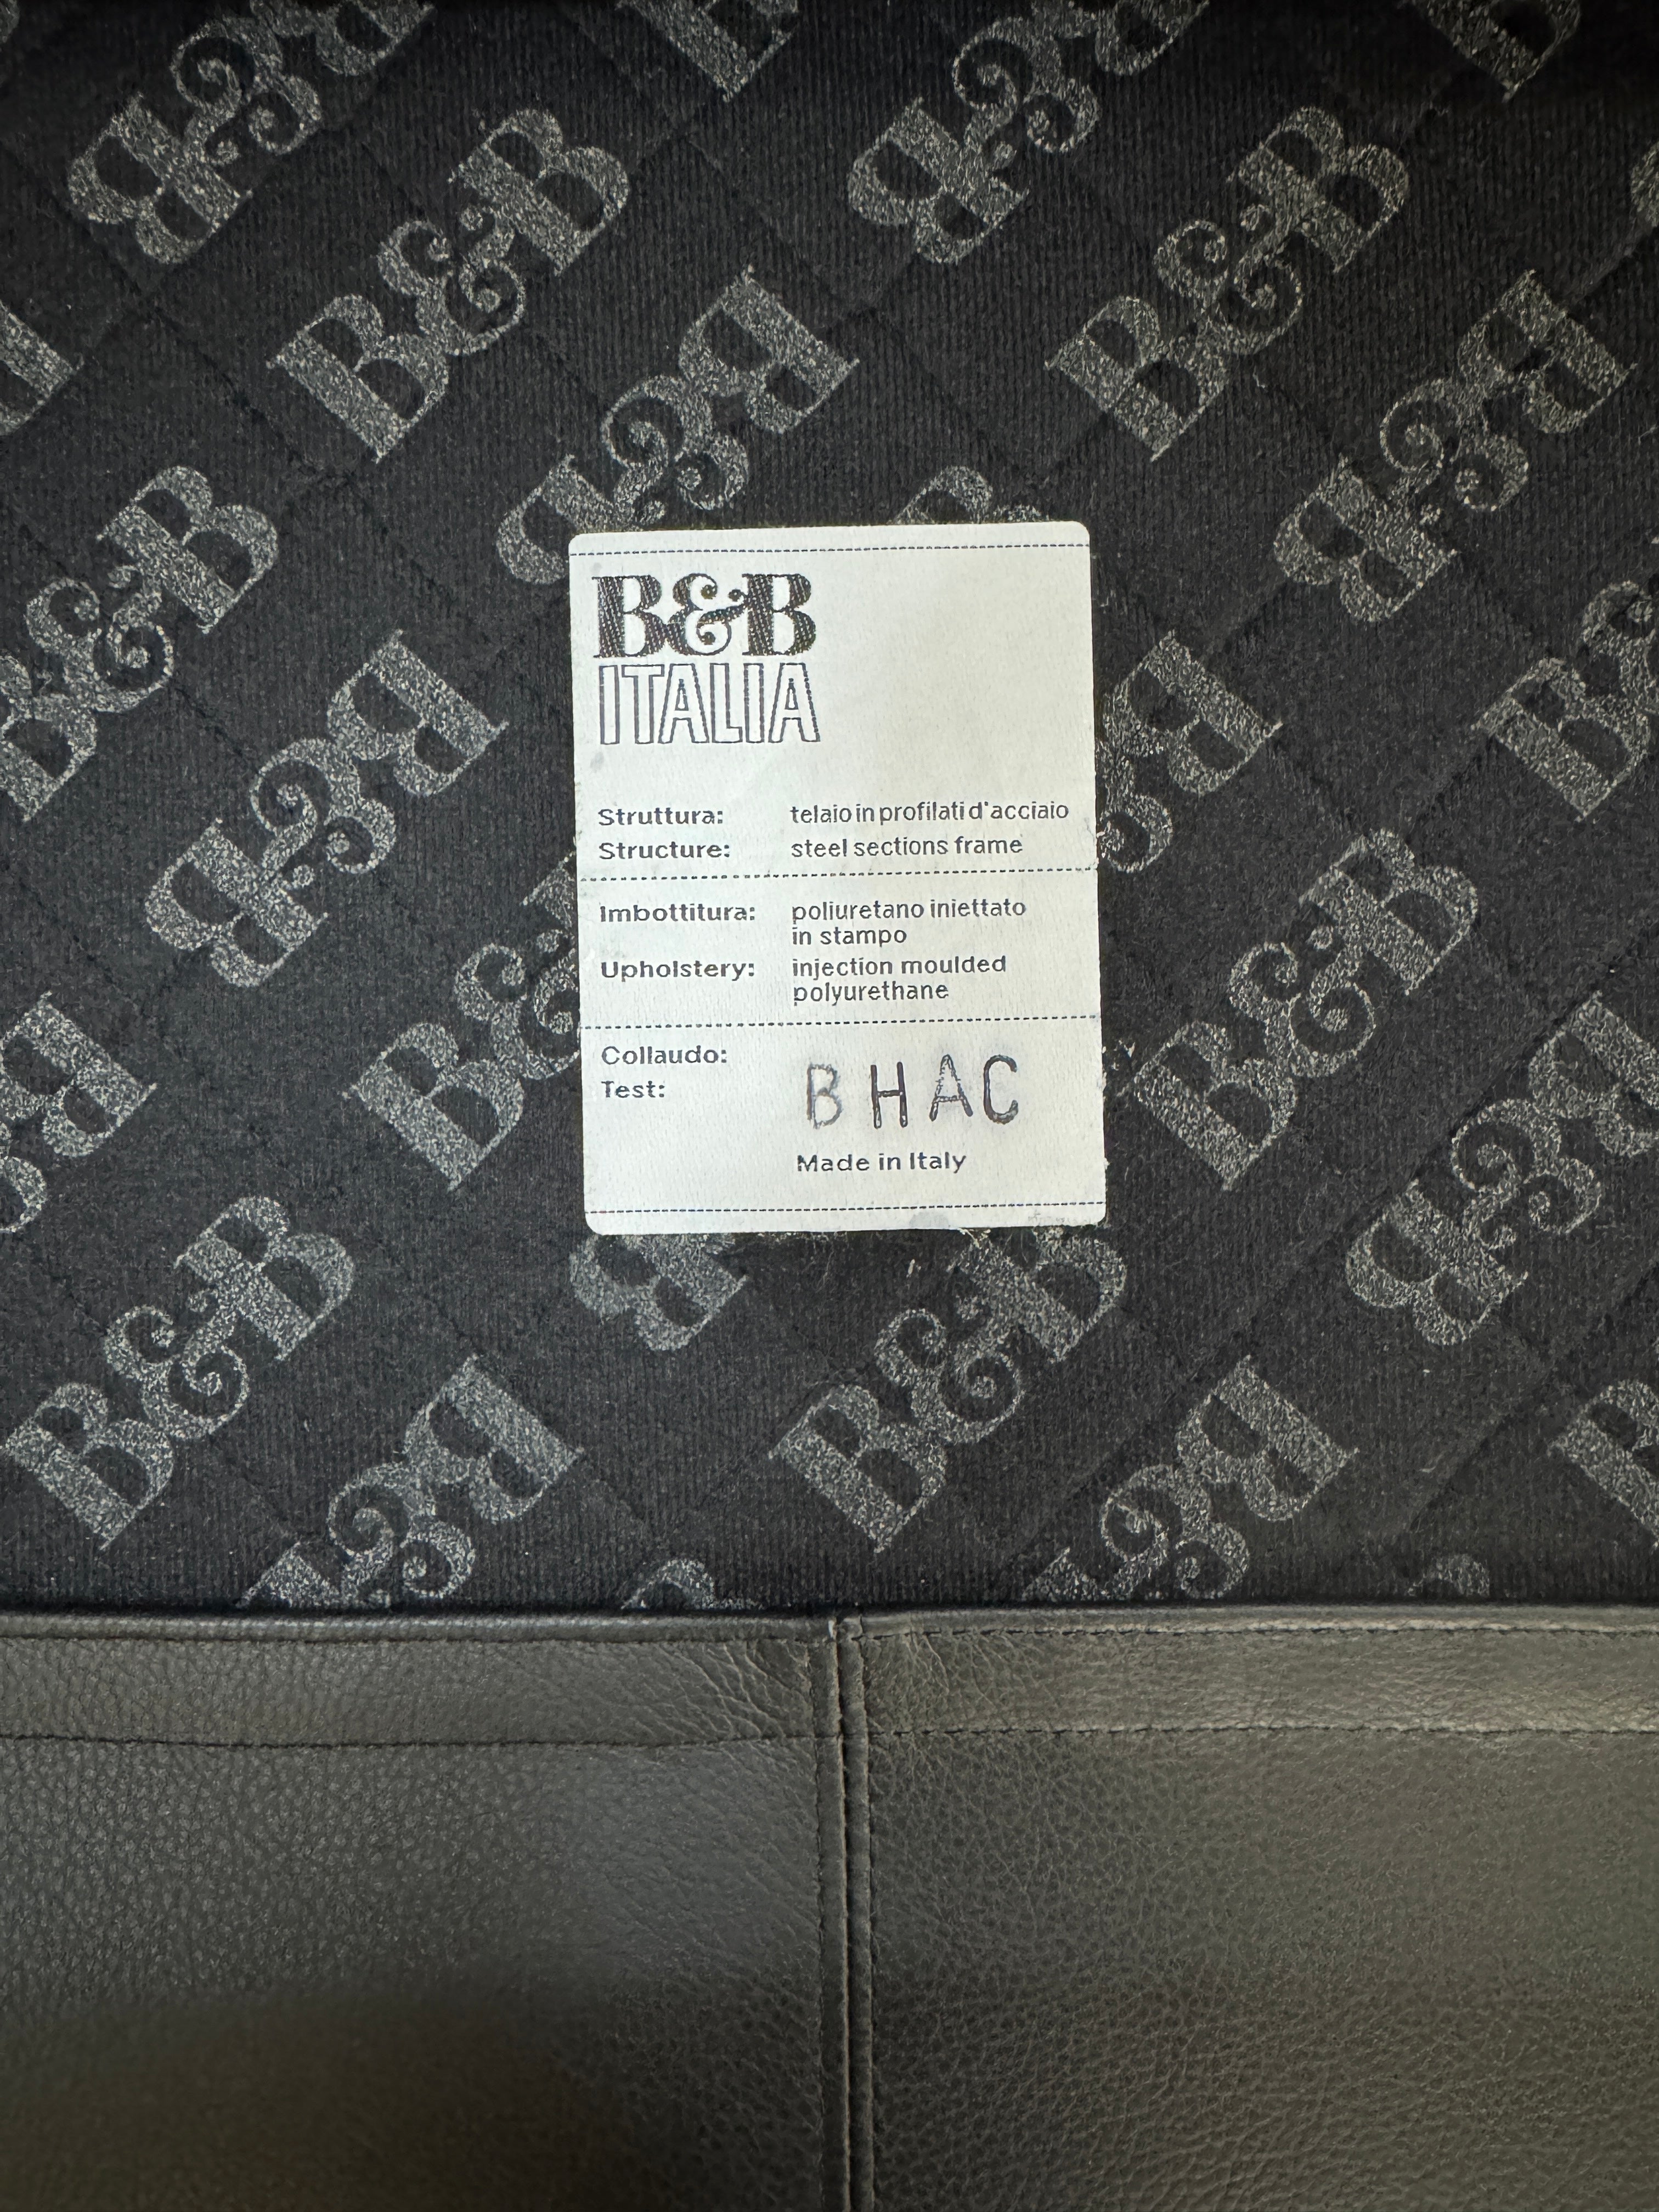 B&B
ITALIA
Struttura: telaio in profilati d'acciaio
Structure: steel sections frame
Imbottitura: poliuretano iniettato
in stampo
Upholstery: injection moulded
polyurethane
Collaudo:
Test: B H A C
Made in Italy